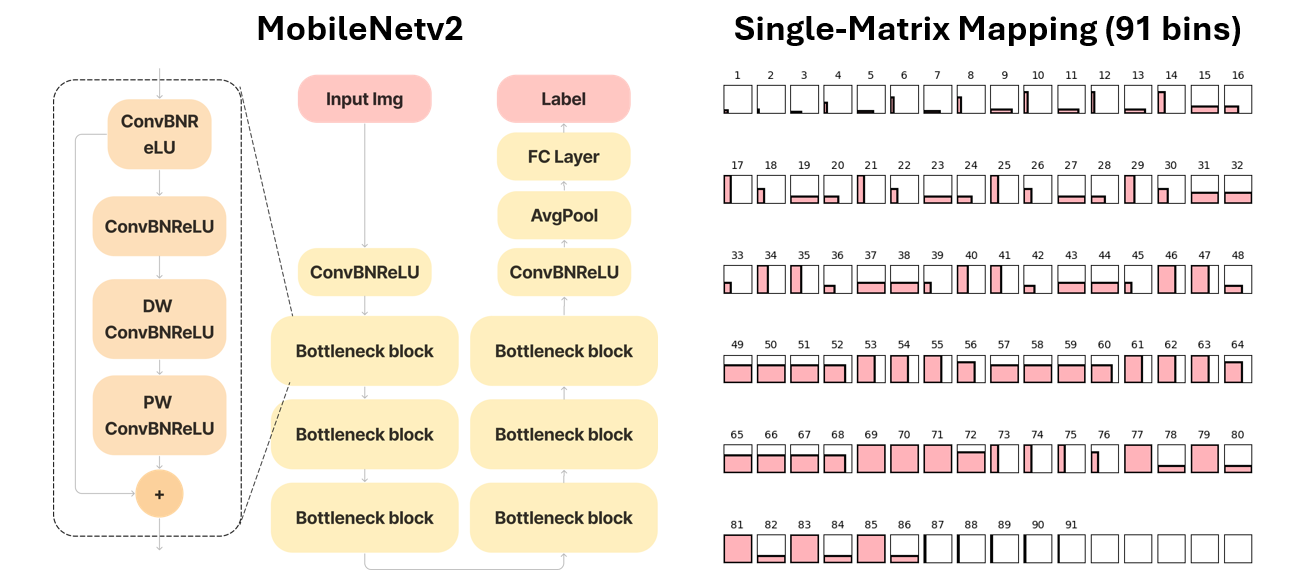 MobileNetv2
ConvBNR
eLU
ConvBNReLU
DW
ConvBNReLU
PW
ConvBNReLU
+
Input Img
ConvBNReLU
Bottleneck block
Bottleneck block
Bottleneck block
Label
FC Layer
AvgPool
ConvBNReLU
Bottleneck block
Bottleneck block
Bottleneck block
Single-Matrix Mapping (91 bins)
1 2 3 4 5 6 7 8 9 10 11 12 13 14 15 16
17 18 19 20 21 22 23 24 25 26 27 28 29 30 31 32
33 34 35 36 37 38 39 40 41 42 43 44 45 46 47 48
49 50 51 52 53 54 55 56 57 58 59 60 61 62 63 64
65 66 67 68 69 70 71 72 73 74 75 76 77 78 79 80
81 82 83 84 85 86 87 88 89 90 91